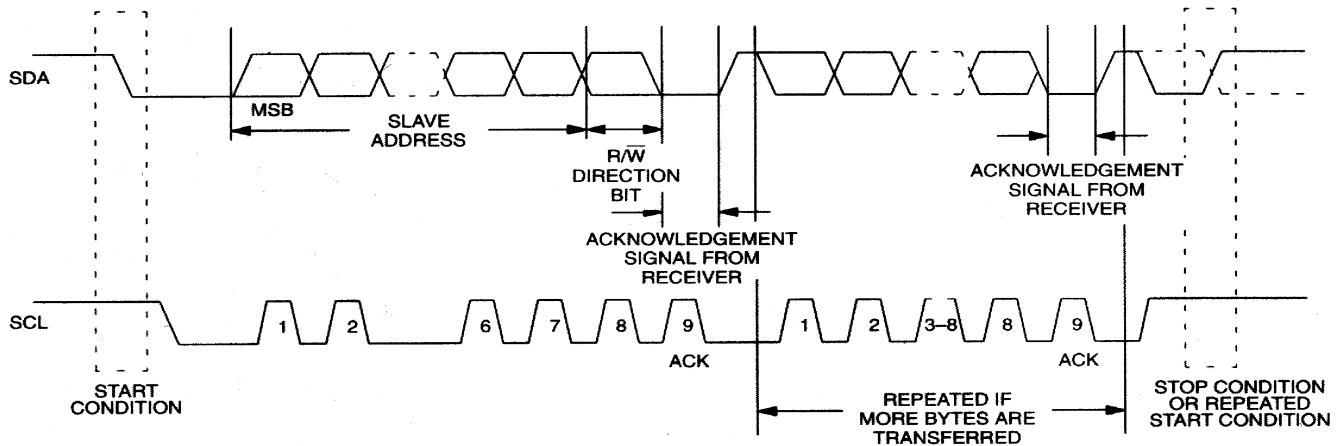 SDA
MSB
SLAVE
ADDRESS
R/W̅
DIRECTION
BIT
ACKNOWLEDGEMENT
SIGNAL FROM
RECEIVER
ACKNOWLEDGEMENT
SIGNAL FROM
RECEIVER
SCL
1 2 6 7 8 9 1 2 3–8 8 9
ACK ACK
START
CONDITION
REPEATED IF
MORE BYTES ARE
TRANSFERRED
STOP CONDITION
OR REPEATED
START CONDITION